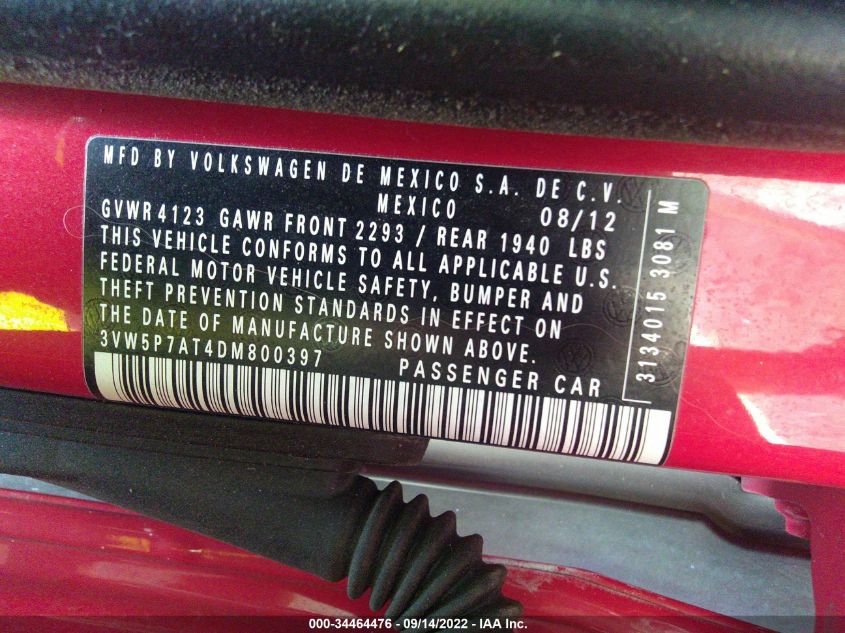 MFD BY VOLKSWAGEN DE MEXICO S.A. DE C.V.
MEXICO 08/12
GVWR 4123 GAWR FRONT 2293 / REAR 1940 LBS
THIS VEHICLE CONFORMS TO ALL APPLICABLE U.S.
FEDERAL MOTOR VEHICLE SAFETY, BUMPER AND
THEFT PREVENTION STANDARDS IN EFFECT ON
THE DATE OF MANUFACTURE SHOWN ABOVE.
3VW5P7AT4DM800397 PASSENGER CAR
3134015 3081 M
000-34464476 - 09/14/2022 - IAA Inc.